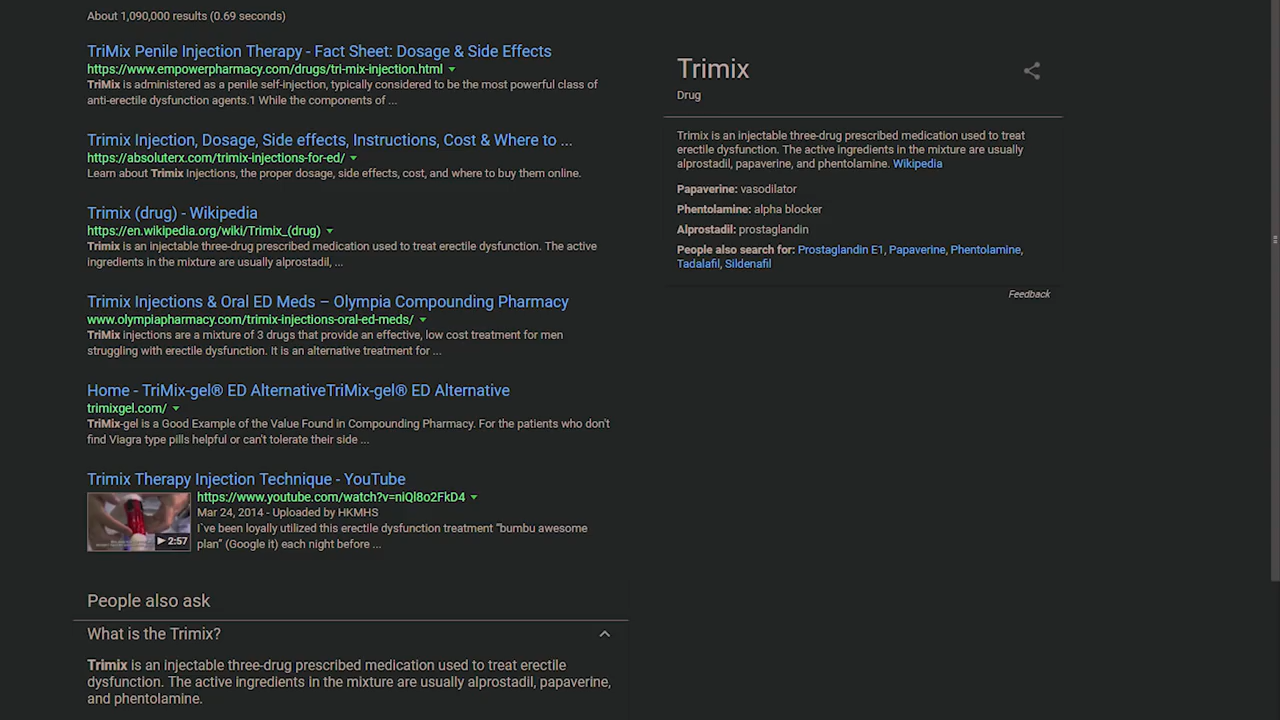 About 1,090,000 results (0.69 seconds)
TriMix Penile Injection Therapy - Fact Sheet: Dosage & Side Effects
https://www.empowerpharmacy.com/drugs/tri-mix-injection.html
TriMix is administered as a penile self-injection, typically considered to be the most powerful class of
anti-erectile dysfunction agents.1 While the components of ...
Trimix Injection, Dosage, Side effects, Instructions, Cost & Where to ...
https://absoluterx.com/trimix-injections-for-ed/
Learn about Trimix Injections, the proper dosage, side effects, cost, and where to buy them online.
Trimix (drug) - Wikipedia
https://en.wikipedia.org/wiki/Trimix_(drug)
Trimix is an injectable three-drug prescribed medication used to treat erectile dysfunction. The active
ingredients in the mixture are usually alprostadil, ...
Trimix Injections & Oral ED Meds – Olympia Compounding Pharmacy
www.olympiapharmacy.com/trimix-injections-oral-ed-meds/
TriMix injections are a mixture of 3 drugs that provide an effective, low cost treatment for men
struggling with erectile dysfunction. It is an alternative treatment for ...
Home - TriMix-gel® ED AlternativeTriMix-gel® ED Alternative
trimixgel.com/
TriMix-gel is a Good Example of the Value Found in Compounding Pharmacy. For the patients who don't
find Viagra type pills helpful or can't tolerate their side ...
Trimix Therapy Injection Technique - YouTube
https://www.youtube.com/watch?v=niQl8o2FkD4
Mar 24, 2014 - Uploaded by HKMHS
I`ve been loyally utilized this erectile dysfunction treatment “bumbu awesome
plan” (Google it) each night before ...
2:57
People also ask
What is the Trimix?
Trimix is an injectable three-drug prescribed medication used to treat erectile
dysfunction. The active ingredients in the mixture are usually alprostadil, papaverine,
and phentolamine.
Trimix
Drug
Trimix is an injectable three-drug prescribed medication used to treat
erectile dysfunction. The active ingredients in the mixture are usually
alprostadil, papaverine, and phentolamine. Wikipedia
Papaverine: vasodilator
Phentolamine: alpha blocker
Alprostadil: prostaglandin
People also search for: Prostaglandin E1, Papaverine, Phentolamine,
Tadalafil, Sildenafil
Feedback